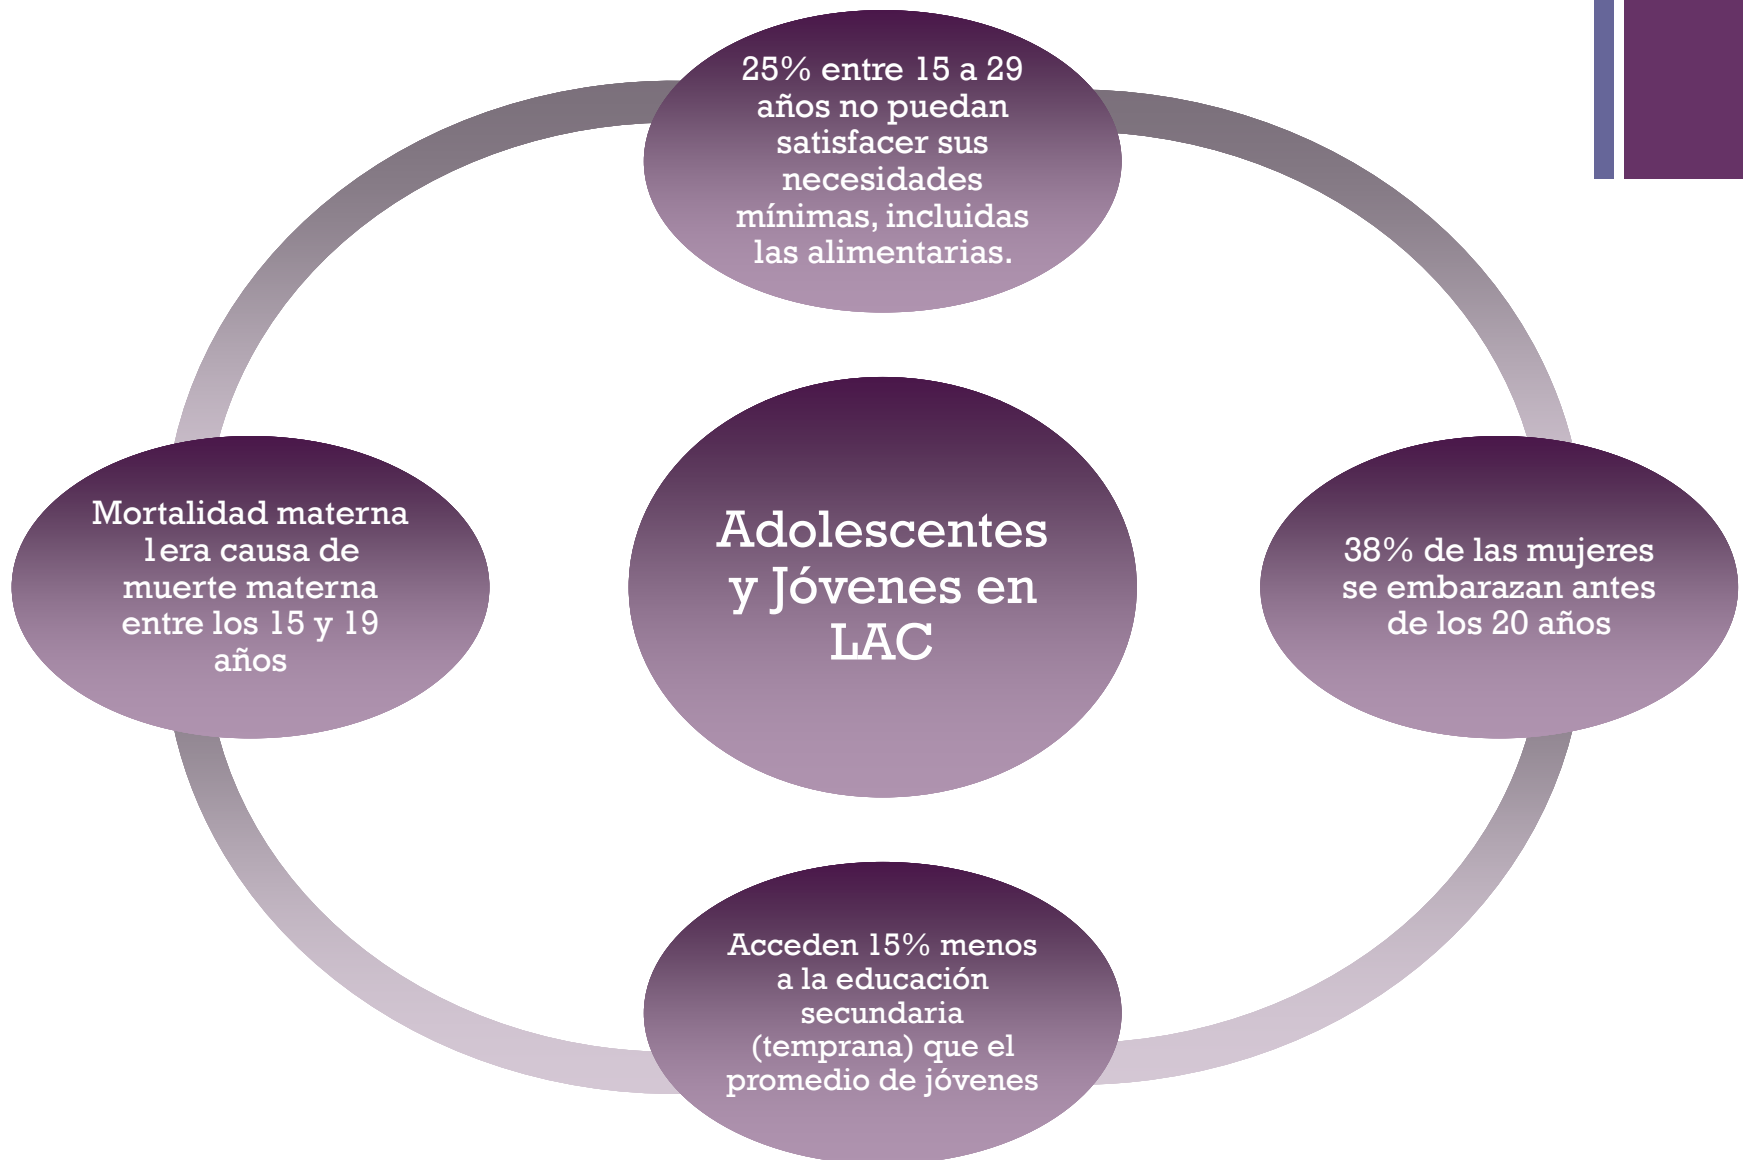 25% entre 15 a 29
años no puedan
satisfacer sus
necesidades
mínimas, incluidas
las alimentarias.
Mortalidad materna
1era causa de
muerte materna
entre los 15 y 19
años
Adolescentes
y Jóvenes en
LAC
38% de las mujeres
se embarazan antes
de los 20 años
Acceden 15% menos
a la educación
secundaria
(temprana) que el
promedio de jóvenes